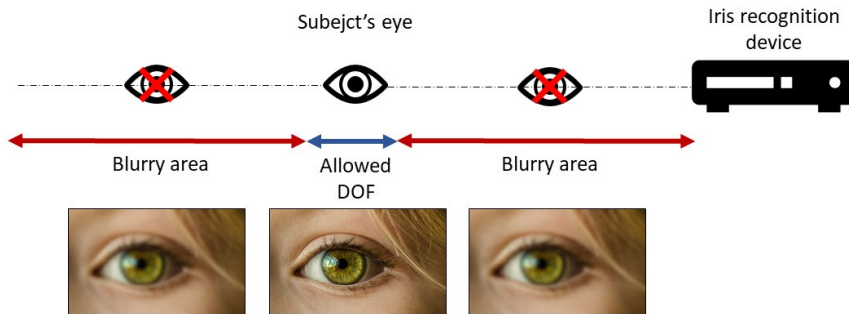 Subejct's eye
Iris recognition
device
Blurry area
Allowed
DOF
Blurry area